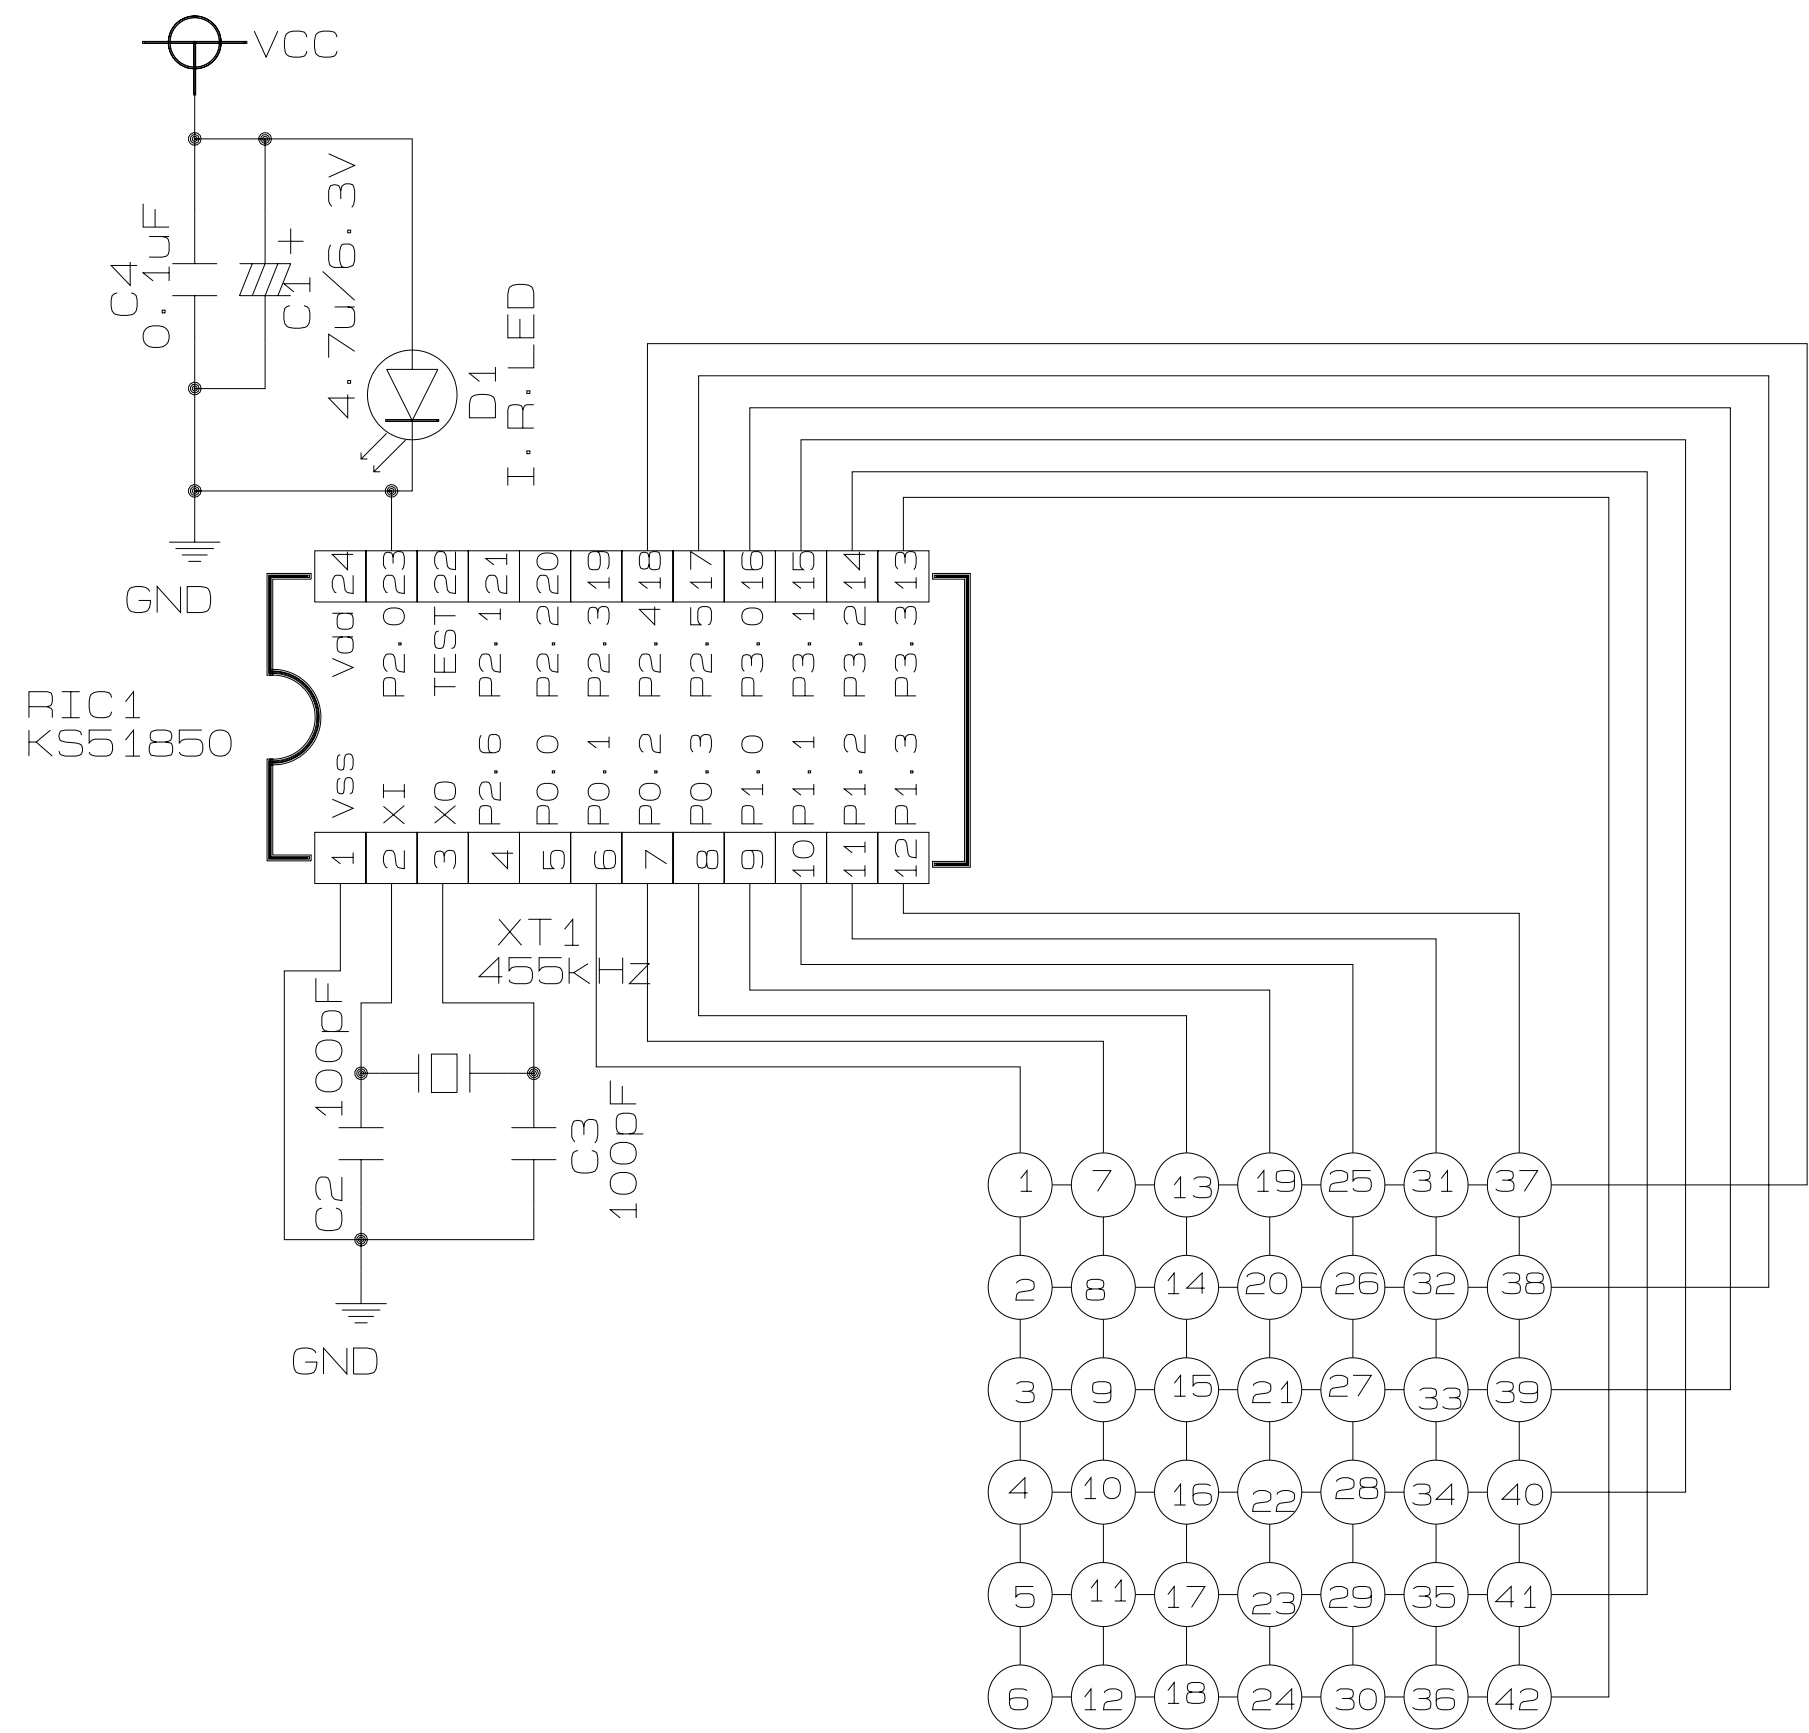 VCC
C4
0.1uF
C1 +
4.7u/6.3V
D1
I.R.LED
GND
24 23 22 21 20 19 18 17 16 15 14 13
Vdd P2.0 TEST P2.1 P2.2 P2.3 P2.4 P2.5 P3.0 P3.1 P3.2 P3.3
RIC1
KS51850
Vss XI XO P2.6 P0.0 P0.1 P0.2 P0.3 P1.0 P1.1 P1.2 P1.3
1 2 3 4 5 6 7 8 9 10 11 12
XT1
455kHz
100pF
C2
C3
100pF
GND
1 7 13 19 25 31 37
2 8 14 20 26 32 38
3 9 15 21 27 33 39
4 10 16 22 28 34 40
5 11 17 23 29 35 41
6 12 18 24 30 36 42